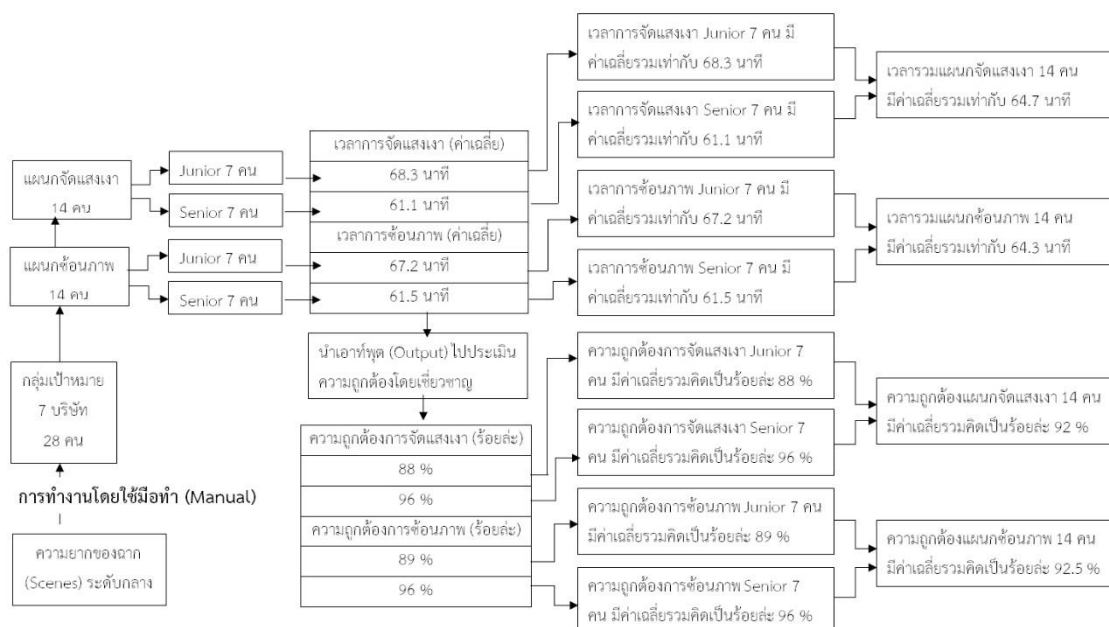 แผนกจัดแสงเงา
14 คน
แผนกซ้อนภาพ
14 คน
กลุ่มเป้าหมาย
7 บริษัท
28 คน
การทำงานโดยใช้มือทำ (Manual)
ความยากของฉาก
(Scenes) ระดับกลาง
Junior 7 คน
Senior 7 คน
Junior 7 คน
Senior 7 คน
เวลาการจัดแสงเงา (ค่าเฉลี่ย)
68.3 นาที
61.1 นาที
เวลาการซ้อนภาพ (ค่าเฉลี่ย)
67.2 นาที
61.5 นาที
นำเอาท์พุต (Output) ไปประเมิน
ความถูกต้องโดยเชี่ยวชาญ
ความถูกต้องการจัดแสงเงา (ร้อยล่ะ)
88 %
96 %
ความถูกต้องการซ้อนภาพ (ร้อยล่ะ)
89 %
96 %
เวลาการจัดแสงเงา Junior 7 คน มี
ค่าเฉลี่ยรวมเท่ากับ 68.3 นาที
เวลาการจัดแสงเงา Senior 7 คน มี
ค่าเฉลี่ยรวมเท่ากับ 61.1 นาที
เวลาการซ้อนภาพ Junior 7 คน มี
ค่าเฉลี่ยรวมเท่ากับ 67.2 นาที
เวลาการซ้อนภาพ Senior 7 คน มี
ค่าเฉลี่ยรวมเท่ากับ 61.5 นาที
ความถูกต้องการจัดแสงเงา Junior 7
คน มีค่าเฉลี่ยรวมคิดเป็นร้อยล่ะ 88 %
ความถูกต้องการจัดแสงเงา Senior 7
คน มีค่าเฉลี่ยรวมคิดเป็นร้อยล่ะ 96 %
ความถูกต้องการซ้อนภาพ Junior 7 คน
มีค่าเฉลี่ยรวมคิดเป็นร้อยล่ะ 89 %
ความถูกต้องการซ้อนภาพ Senior 7
คน มีค่าเฉลี่ยรวมคิดเป็นร้อยล่ะ 96 %
เวลารวมแผนกจัดแสงเงา 14 คน
มีค่าเฉลี่ยรวมเท่ากับ 64.7 นาที
เวลารวมแผนกซ้อนภาพ 14 คน
มีค่าเฉลี่ยรวมเท่ากับ 64.3 นาที
ความถูกต้องแผนกจัดแสงเงา 14 คน
มีค่าเฉลี่ยรวมคิดเป็นร้อยล่ะ 92 %
ความถูกต้องแผนกซ้อนภาพ 14 คน
มีค่าเฉลี่ยรวมคิดเป็นร้อยล่ะ 92.5 %